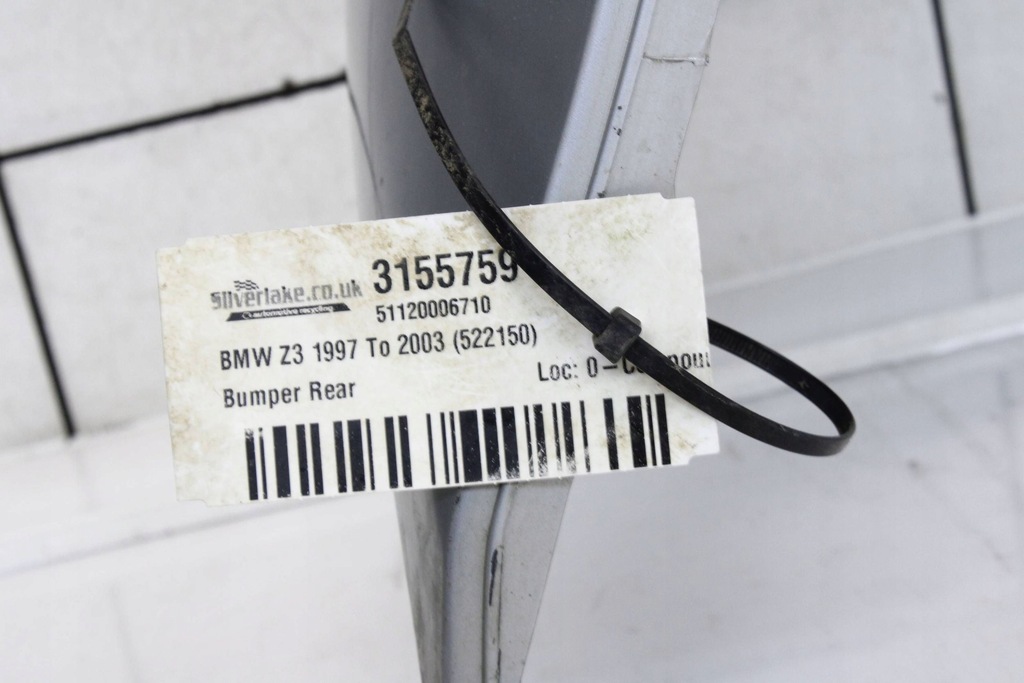 silverlake.co.uk 3155759
automotive recycling 51120006710
BMW Z3 1997 To 2003 (522150)
Loc: 0-
Bumper Rear